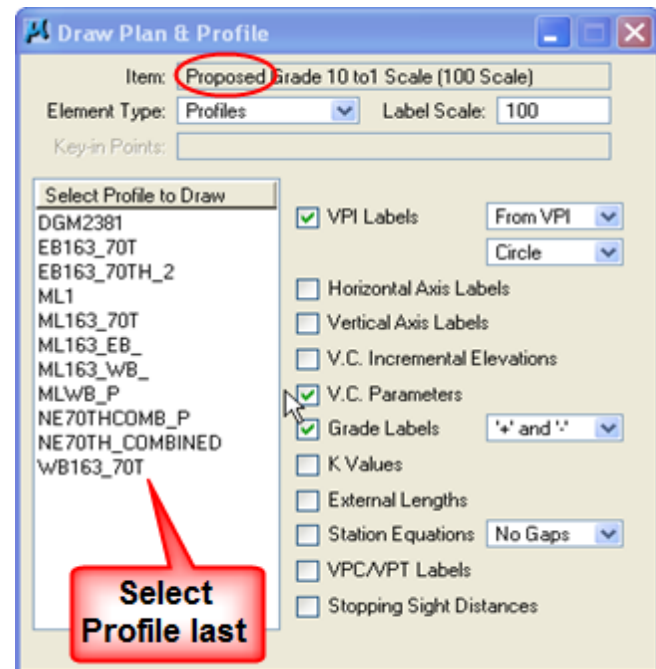 Draw Plan & Profile
Item: Proposed Grade 10 to1 Scale (100 Scale)
Element Type: Profiles Label Scale: 100
Key-in Points:
Select Profile to Draw
DGM2381
EB163_70T
EB163_70TH_2
ML1
ML163_70T
ML163_EB_
ML163_WB_
MLWB_P
NE70THCOMB_P
NE70TH_COMBINED
WB163_70T
VPI Labels From VPI
Circle
Horizontal Axis Labels
Vertical Axis Labels
V.C. Incremental Elevations
V.C. Parameters
Grade Labels '+' and '-'
K Values
External Lengths
Station Equations No Gaps
VPC/VPT Labels
Stopping Sight Distances
Select
Profile last